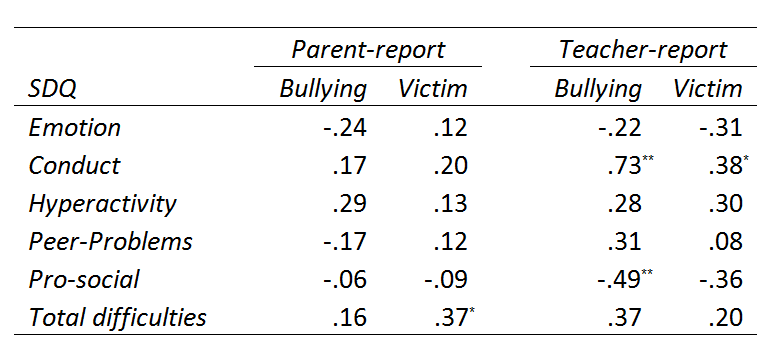 Parent-report Teacher-report
SDQ Bullying Victim Bullying Victim
Emotion -.24 .12 -.22 -.31
Conduct .17 .20 .73** .38*
Hyperactivity .29 .13 .28 .30
Peer-Problems -.17 .12 .31 .08
Pro-social -.06 -.09 -.49** -.36
Total difficulties .16 .37* .37 .20